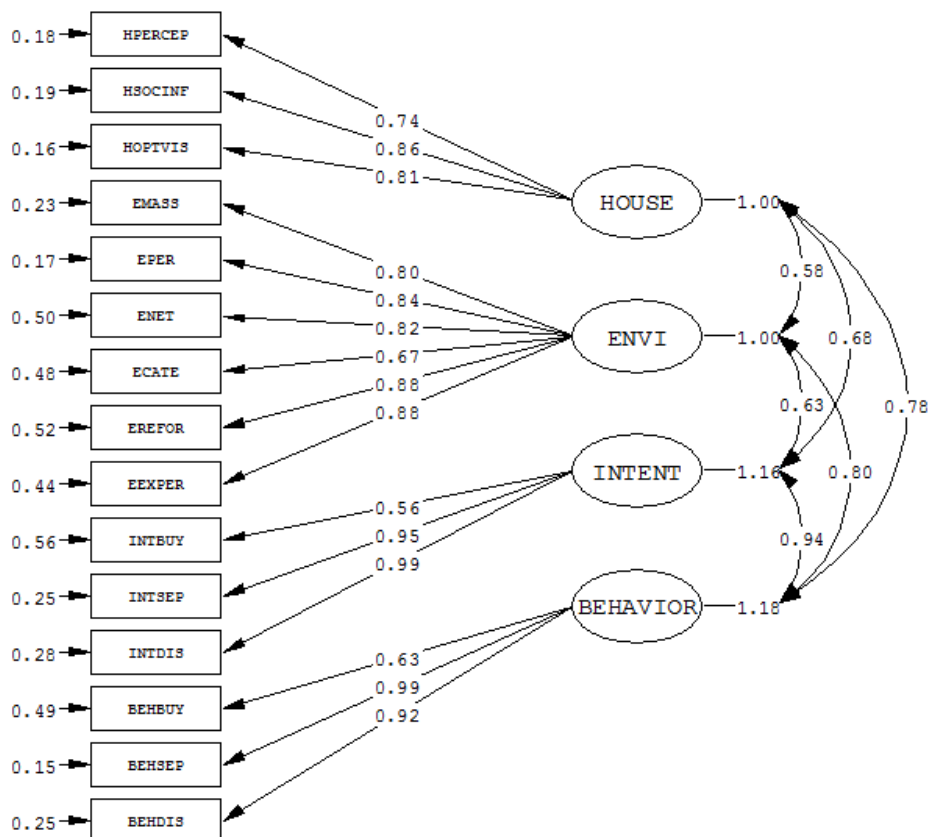 0.18 HPERCEP
0.19 HSOCINF
0.74
0.86
0.16 HOPTVIS
0.81
0.23 EMASS
HOUSE 1.00
0.17 EPER
0.80
0.58
0.84
0.50 ENET
0.82
ENVI 1.00
0.68
0.67
0.48 ECATE
0.88
0.63
0.78
0.88
0.52 EREFOR
0.44 EEXPER
INTENT 1.16
0.80
0.56
0.56 INTBUY
0.95
0.94
0.99
0.25 INTSEP
BEHAVIOR 1.18
0.28 INTDIS
0.63
0.99
0.49 BEHBUY
0.92
0.15 BEHSEP
0.25 BEHDIS